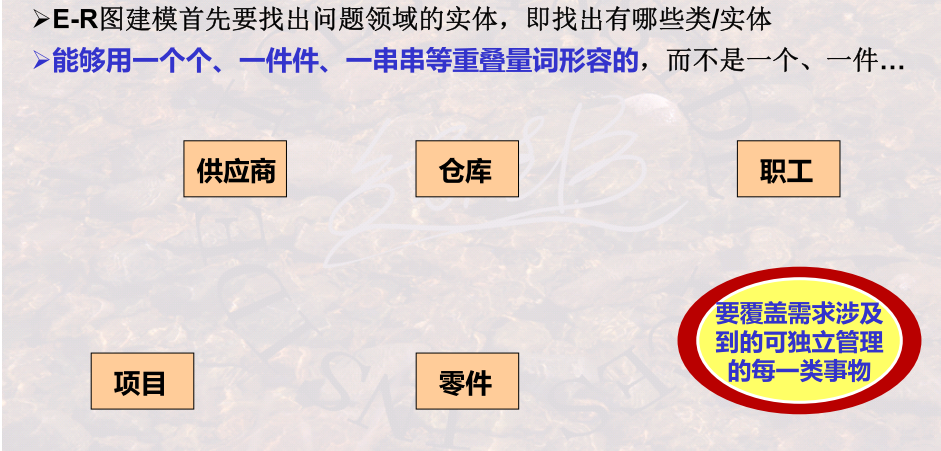 ➢E-R图建模首先要找出问题领域的实体，即找出有哪些类/实体
➢能够用一个个、一件件、一串串等重叠量词形容的，而不是一个、一件…
供应商
仓库
职工
要覆盖需求涉及
到的可独立管理
的每一类事物
项目
零件